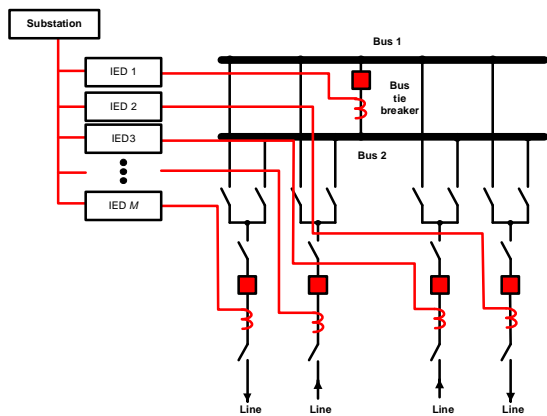 Substation
IED 1
IED 2
IED3
IED M
Bus 1
Bus
tie
breaker
Bus 2
Line
Line
Line
Line